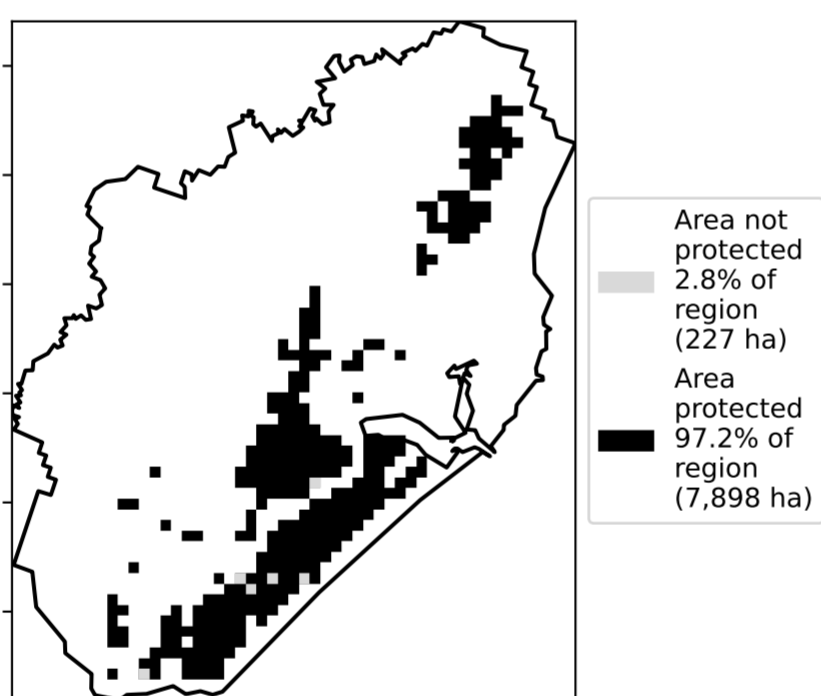 Area not
protected
2.8% of
region
(227 ha)
Area
protected
97.2% of
region
(7,898 ha)